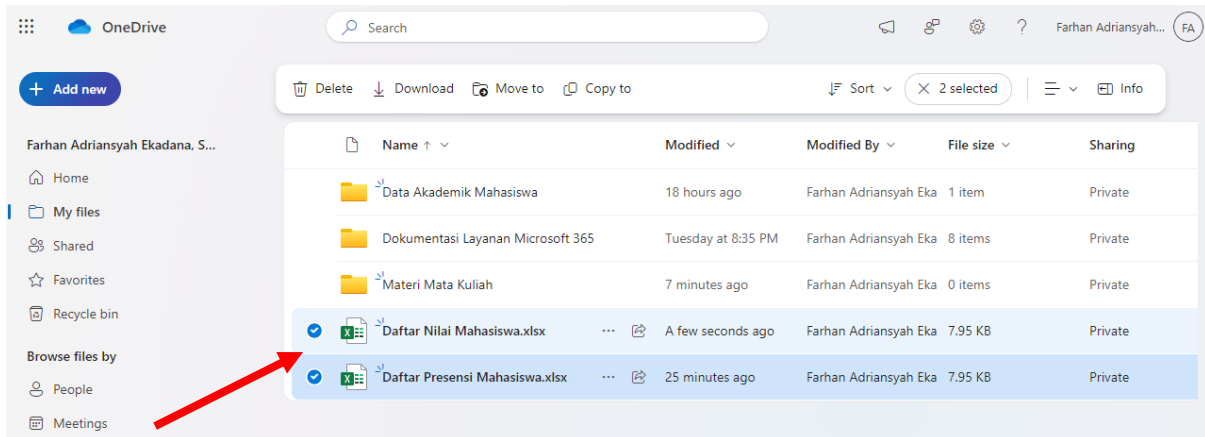 OneDrive
Search
Farhan Adriansyah...
FA
Add new
Delete
Download
Move to
Copy to
Sort
2 selected
Info
Farhan Adriansyah Ekadana, S...
Home
My files
Shared
Favorites
Recycle bin
Browse files by
People
Meetings
Name Modified Modified By File size Sharing
Data Akademik Mahasiswa 18 hours ago Farhan Adriansyah Eka 1 item Private
Dokumentasi Layanan Microsoft 365 Tuesday at 8:35 PM Farhan Adriansyah Eka 8 items Private
Materi Mata Kuliah 7 minutes ago Farhan Adriansyah Eka 0 items Private
Daftar Nilai Mahasiswa.xlsx ... A few seconds ago Farhan Adriansyah Eka 7.95 KB Private
Daftar Presensi Mahasiswa.xlsx ... 25 minutes ago Farhan Adriansyah Eka 7.95 KB Private